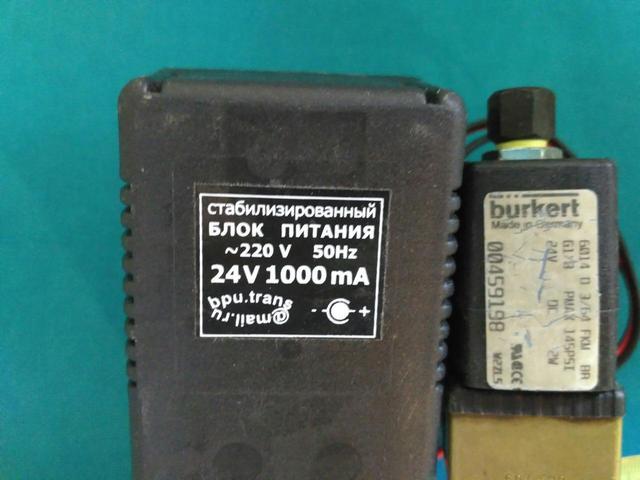 стабилизированный
БЛОК ПИТАНИЯ
~220 V 50Hz
24V 1000 mA
bpu.trans
@mail.ru
- +
burkert
Made in Germany
00459198
6014 D 3/64 FKM BR
G1/8 145PSI
24V DC 2W
W2ZLS